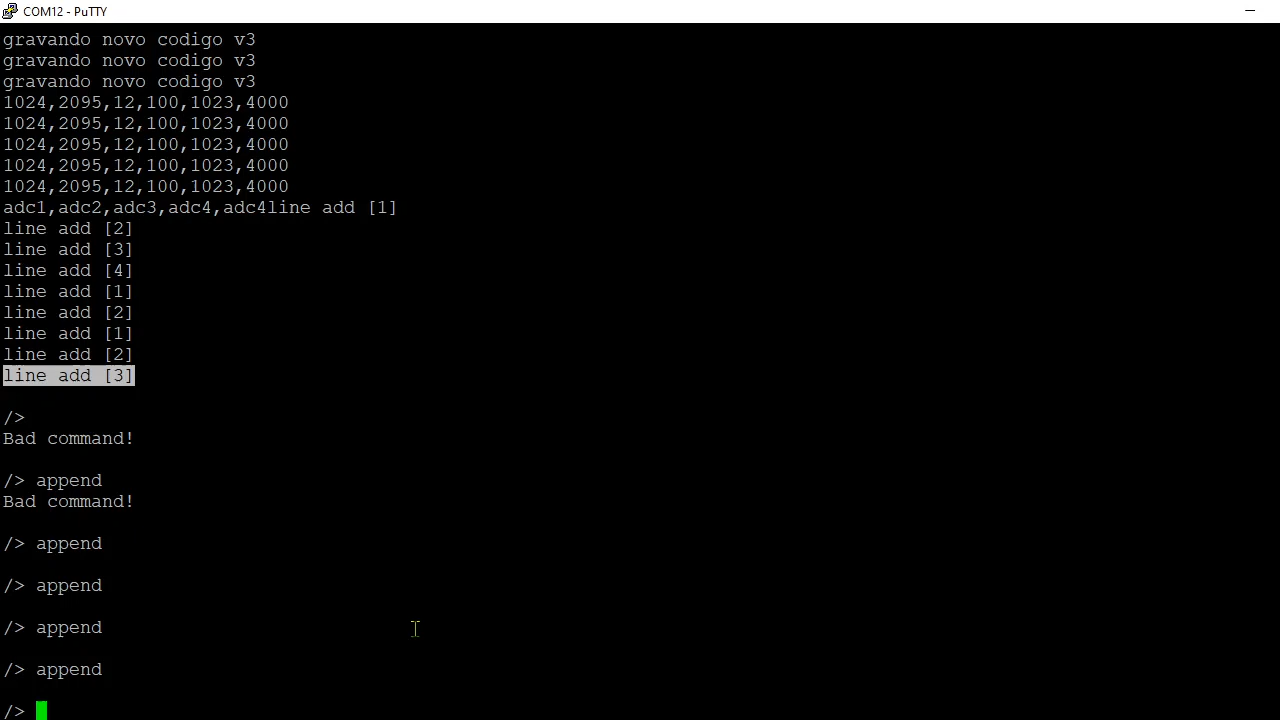 COM12 - PuTTY
gravando novo codigo v3
gravando novo codigo v3
gravando novo codigo v3
1024,2095,12,100,1023,4000
1024,2095,12,100,1023,4000
1024,2095,12,100,1023,4000
1024,2095,12,100,1023,4000
1024,2095,12,100,1023,4000
adc1,adc2,adc3,adc4,adc4line add [1]
line add [2]
line add [3]
line add [4]
line add [1]
line add [2]
line add [1]
line add [2]
line add [3]
/>
Bad command!
/> append
Bad command!
/> append
/> append
/> append
/> append
/>